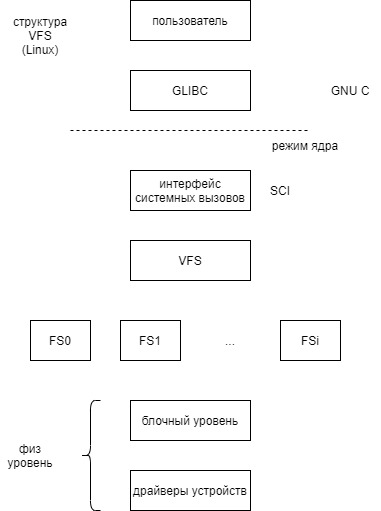 структура
VFS
(Linux)
пользователь
GLIBC
GNU C
режим ядра
интерфейс
системных вызовов
SCI
VFS
FS0
FS1
...
FSi
физ
уровень
блочный уровень
драйверы устройств